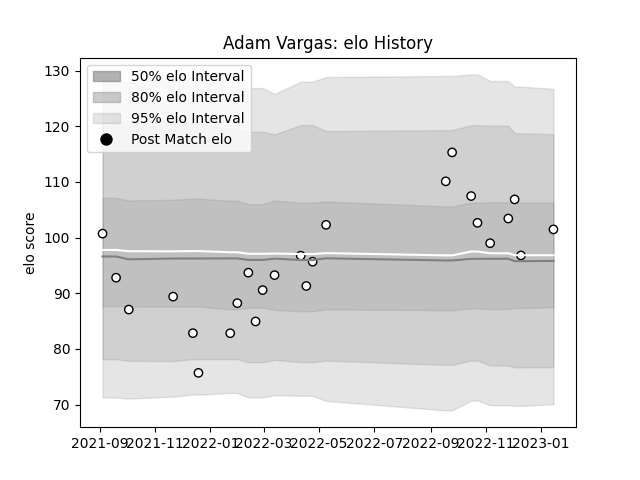 Adam Vargas: elo History
50% elo Interval
80% elo Interval
95% elo Interval
Post Match elo
elo score
130
120
110
100
90
80
70
2021-09 2021-11 2022-01 2022-03 2022-05 2022-07 2022-09 2022-11 2023-01